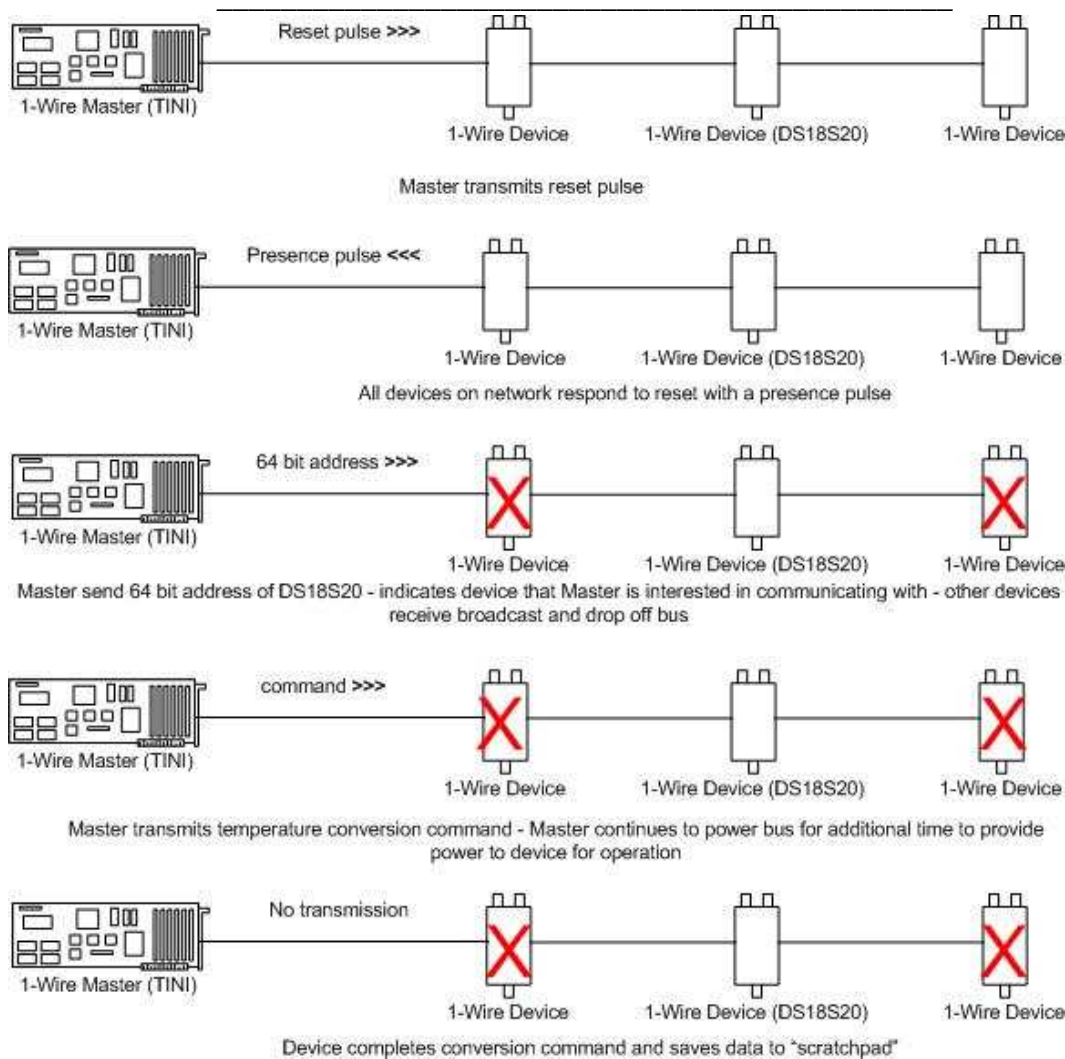 Reset pulse >>>
1-Wire Master (TINI)
1-Wire Device
1-Wire Device (DS18S20)
1-Wire Device
Master transmits reset pulse
Presence pulse <<<
1-Wire Master (TINI)
1-Wire Device
1-Wire Device (DS18S20)
1-Wire Device
All devices on network respond to reset with a presence pulse
64 bit address >>>
1-Wire Master (TINI)
1-Wire Device
1-Wire Device (DS18S20)
1-Wire Device
Master send 64 bit address of DS18S20 - indicates device that Master is interested in communicating with - other devices
receive broadcast and drop off bus
command >>>
1-Wire Master (TINI)
1-Wire Device
1-Wire Device (DS18S20)
1-Wire Device
Master transmits temperature conversion command - Master continues to power bus for additional time to provide
power to device for operation
No transmission
1-Wire Master (TINI)
1-Wire Device
1-Wire Device (DS18S20)
1-Wire Device
Device completes conversion command and saves data to "scratchpad"